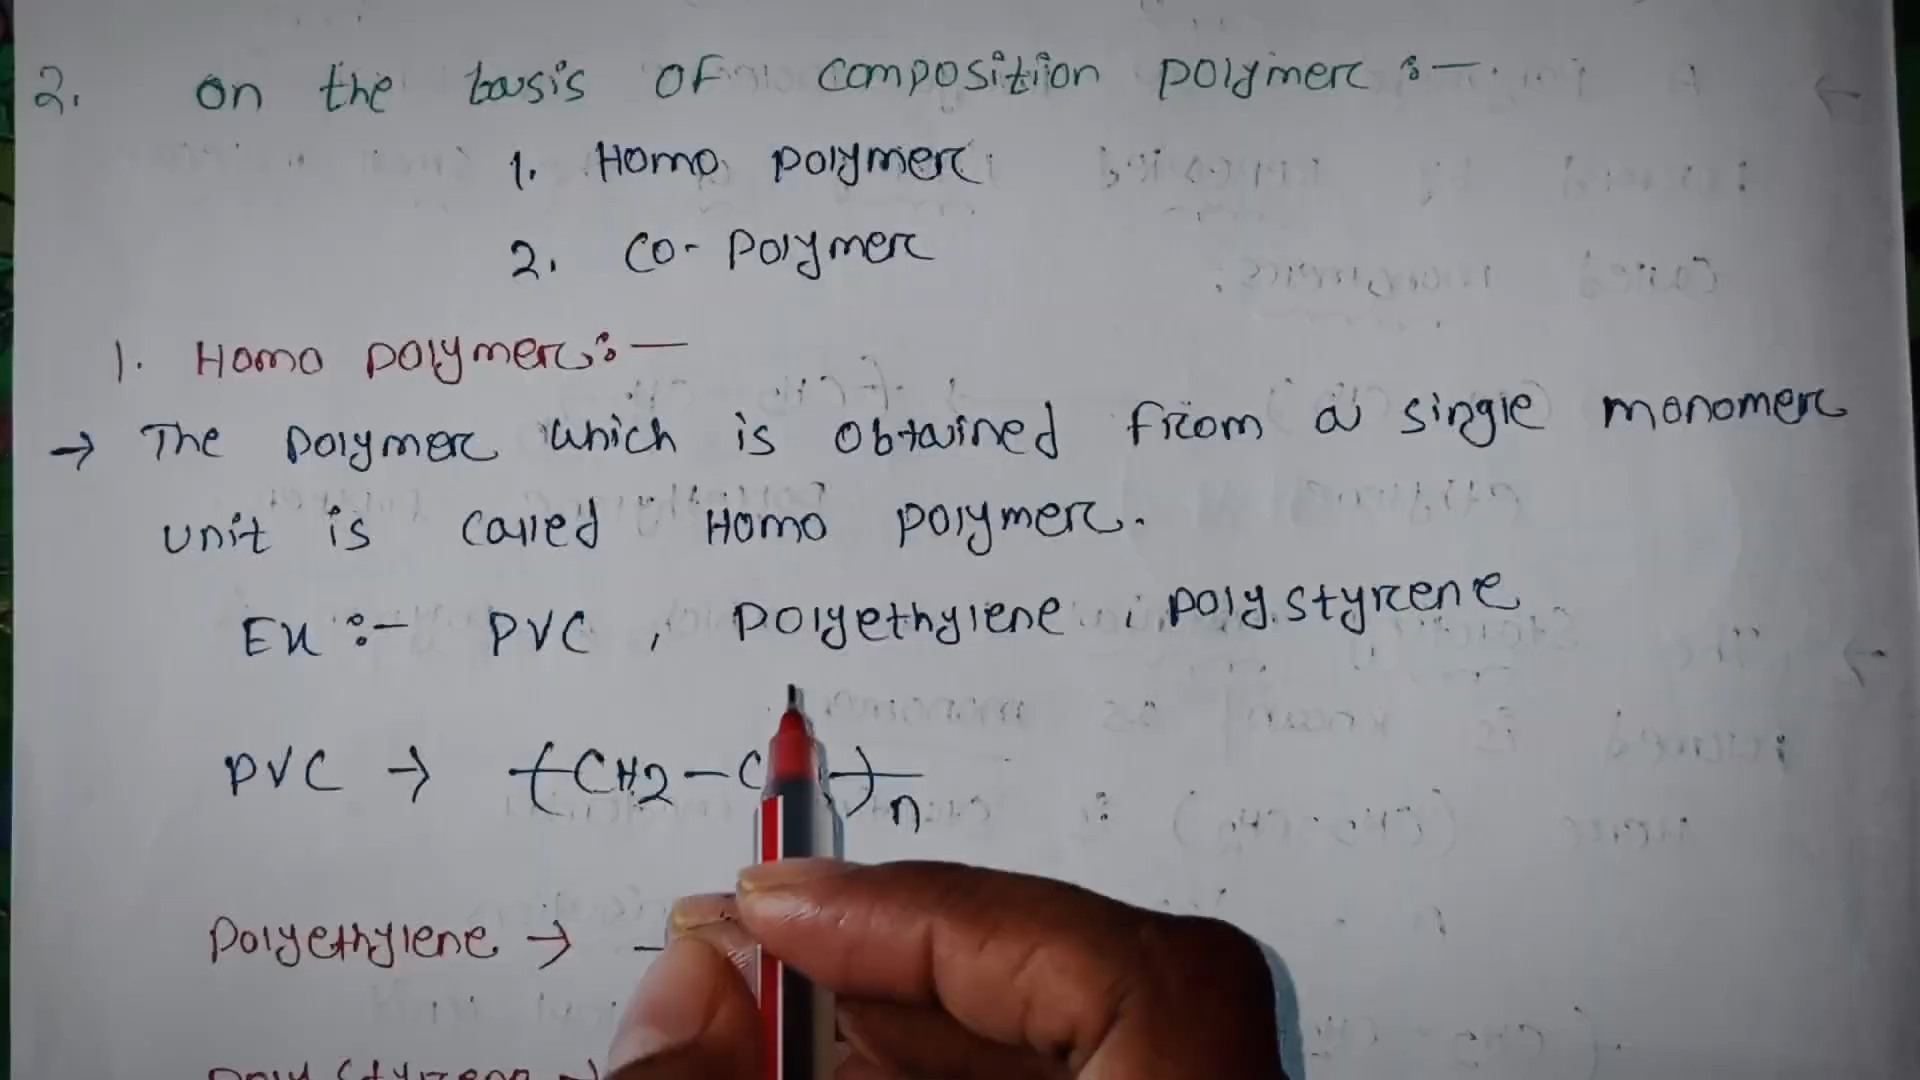 2. on the basis of composition polymer :-
1. Homo polymer
2. Co-polymer
1. Homo polymer :-
→ The polymer which is obtained from a single monomer
unit is called Homo polymer.
Ex :- PVC, polyethylene, polystyrene
PVC → -(CH2-C )-n
polyethylene → -
poly styrene →